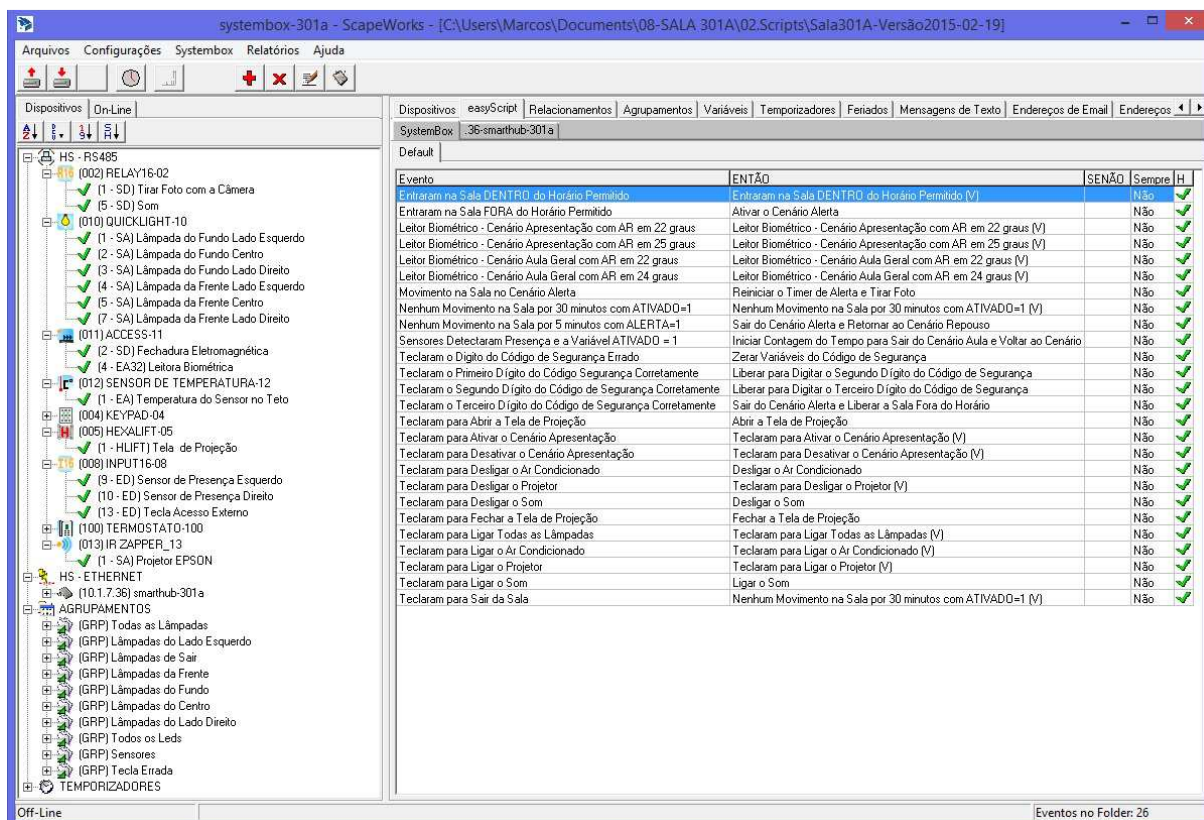 systembox-301a - ScapeWorks - [C:\Users\Marcos\Documents\08-SALA 301A\02.Scripts\Sala301A-Versão2015-02-19]
Arquivos Configurações Systembox Relatórios Ajuda
Dispositivos On-Line
HS - RS485
(002) RELAY16-02
(1 - SD) Tirar Foto com a Câmera
(5 - SD) Som
(010) QUICKLIGHT-10
(1 - SA) Lâmpada do Fundo Lado Esquerdo
(2 - SA) Lâmpada do Fundo Centro
(3 - SA) Lâmpada do Fundo Lado Direito
(4 - SA) Lâmpada da Frente Lado Esquerdo
(5 - SA) Lâmpada da Frente Centro
(7 - SA) Lâmpada da Frente Lado Direito
(011) ACCESS-11
(2 - SD) Fechadura Eletromagnética
(4 - EA32) Leitora Biométrica
(012) SENSOR DE TEMPERATURA-12
(1 - EA) Temperatura do Sensor no Teto
(004) KEYPAD-04
(005) HEXALIFT-05
(1 - HLIFT) Tela de Projeção
(008) INPUT16-08
(9 - ED) Sensor de Presença Esquerdo
(10 - ED) Sensor de Presença Direito
(13 - ED) Tecla Acesso Externo
(100) TERMOSTATO-100
(013) IR ZAPPER_13
(1 - SA) Projetor EPSON
HS - ETHERNET
(10.1.7.36) smarthub-301a
AGRUPAMENTOS
(GRP) Todas as Lâmpadas
(GRP) Lâmpadas do Lado Esquerdo
(GRP) Lâmpadas de Sair
(GRP) Lâmpadas da Frente
(GRP) Lâmpadas do Fundo
(GRP) Lâmpadas do Centro
(GRP) Lâmpadas do Lado Direito
(GRP) Todos os Leds
(GRP) Sensores
(GRP) Tecla Errada
TEMPORIZADORES
Dispositivos easyScript Relacionamentos Agrupamentos Variáveis Temporizadores Feriados Mensagens de Texto Endereços de Email Endereços
SystemBox .36-smarthub-301a
Default
Evento ENTÃO SENÃO Sempre H
Entraram na Sala DENTRO do Horário Permitido Entraram na Sala DENTRO do Horário Permitido (V) Não
Entraram na Sala FORA do Horário Permitido Ativar o Cenário Alerta Não
Leitor Biométrico - Cenário Apresentação com AR em 22 graus Leitor Biométrico - Cenário Apresentação com AR em 22 graus (V) Não
Leitor Biométrico - Cenário Apresentação com AR em 25 graus Leitor Biométrico - Cenário Apresentação com AR em 25 graus (V) Não
Leitor Biométrico - Cenário Aula Geral com AR em 22 graus Leitor Biométrico - Cenário Aula Geral com AR em 22 graus (V) Não
Leitor Biométrico - Cenário Aula Geral com AR em 24 graus Leitor Biométrico - Cenário Aula Geral com AR em 24 graus (V) Não
Movimento na Sala no Cenário Alerta Reiniciar o Timer de Alerta e Tirar Foto Não
Nenhum Movimento na Sala por 30 minutos com ATIVADO=1 Nenhum Movimento na Sala por 30 minutos com ATIVADO=1 (V) Não
Nenhum Movimento na Sala por 5 minutos com ALERTA=1 Sair do Cenário Alerta e Retornar ao Cenário Repouso Não
Sensores Detectaram Presença e a Variável ATIVADO = 1 Iniciar Contagem do Tempo para Sair do Cenário Aula e Voltar ao Cenário Não
Teclaram o Digito do Código de Segurança Errado Zerar Variáveis do Código de Segurança Não
Teclaram o Primeiro Dígito do Código Segurança Corretamente Liberar para Digitar o Segundo Dígito do Código de Segurança Não
Teclaram o Segundo Dígito do Código de Segurança Corretamente Liberar para Digitar o Terceiro Dígito do Código de Segurança Não
Teclaram o Terceiro Dígito do Código de Segurança Corretamente Sair do Cenário Alerta e Liberar a Sala Fora do Horário Não
Teclaram para Abrir a Tela de Projeção Abrir a Tela de Projeção Não
Teclaram para Ativar o Cenário Apresentação Teclaram para Ativar o Cenário Apresentação (V) Não
Teclaram para Desativar o Cenário Apresentação Teclaram para Desativar o Cenário Apresentação (V) Não
Teclaram para Desligar o Ar Condicionado Desligar o Ar Condicionado Não
Teclaram para Desligar o Projetor Teclaram para Desligar o Projetor (V) Não
Teclaram para Desligar o Som Desligar o Som Não
Teclaram para Fechar a Tela de Projeção Fechar a Tela de Projeção Não
Teclaram para Ligar Todas as Lâmpadas Teclaram para Ligar Todas as Lâmpadas (V) Não
Teclaram para Ligar o Ar Condicionado Teclaram para Ligar o Ar Condicionado (V) Não
Teclaram para Ligar o Projetor Teclaram para Ligar o Projetor (V) Não
Teclaram para Ligar o Som Ligar o Som Não
Teclaram para Sair da Sala Nenhum Movimento na Sala por 30 minutos com ATIVADO=1 (V) Não
Off-Line Eventos no Folder: 26